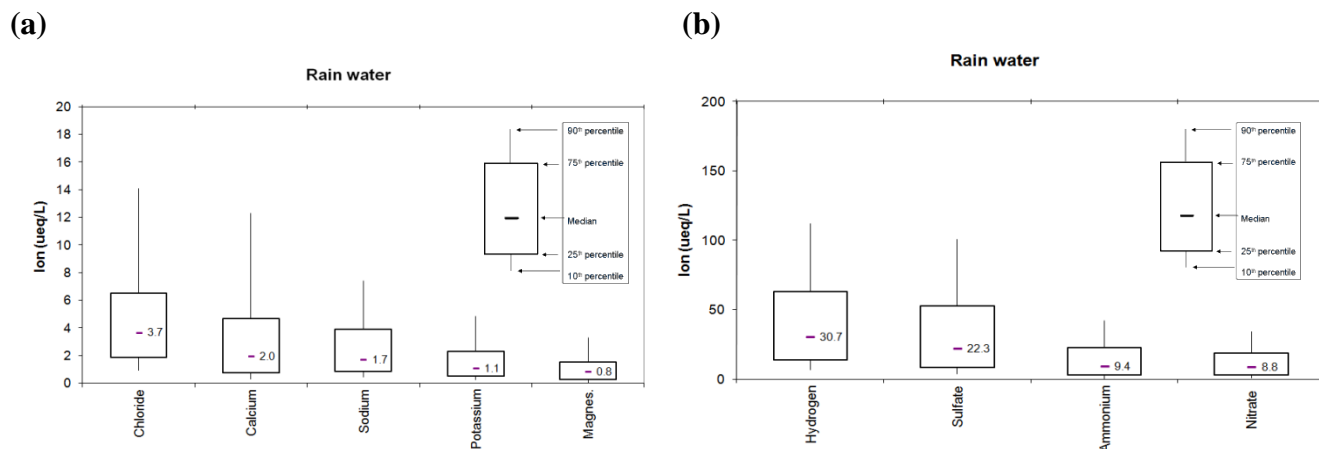 (a)
Rain water
Ion (ueq/L)
20
18
16
14
12
10
8
6
4
2
0
90th percentile
75th percentile
Median
25th percentile
10th percentile
3.7
2.0
1.7
1.1
0.8
Chloride
Calcium
Sodium
Potassium
Magnes.
(b)
Rain water
Ion (ueq/L)
200
150
100
50
0
90th percentile
75th percentile
Median
25th percentile
10th percentile
30.7
22.3
9.4
8.8
Hydrogen
Sulfate
Ammonium
Nitrate